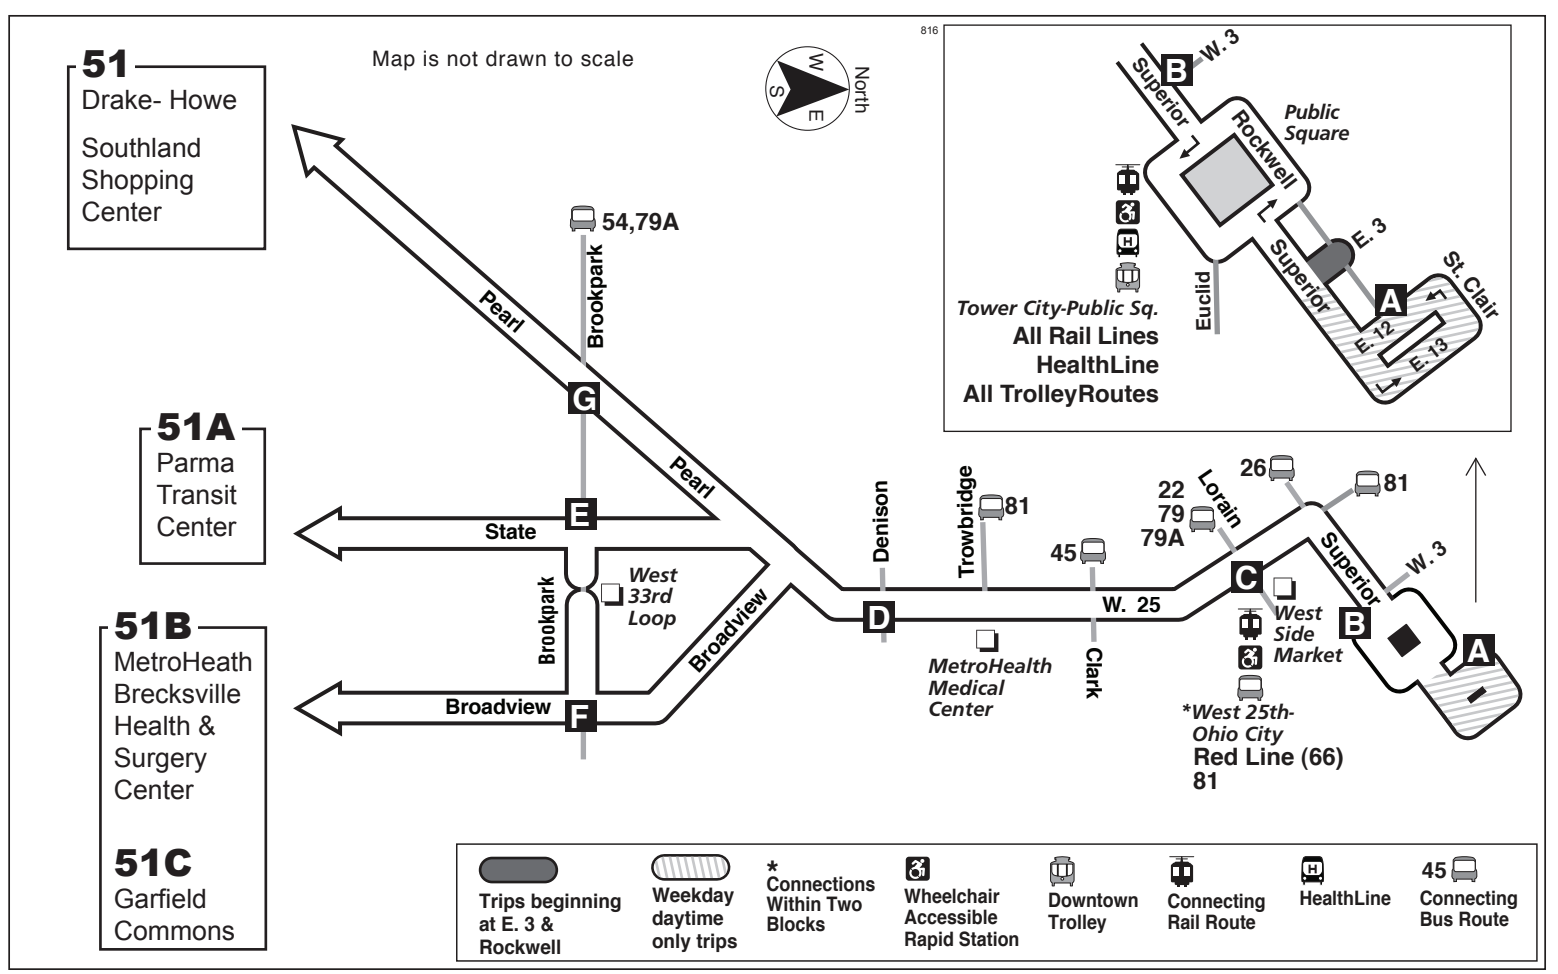 51
Drake- Howe
Southland
Shopping
Center
Map is not drawn to scale
W
S
E
North
816
B
W. 3
Superior
Rockwell
Public
Square
H
E. 3
Superior
Euclid
A
St. Clair
E. 12
E. 13
Tower City-Public Sq.
All Rail Lines
HealthLine
All TrolleyRoutes
54,79A
Brookpark
Pearl
G
Pearl
51A
Parma
Transit
Center
E
State
Brookpark
West
33rd
Loop
Broadview
51B
MetroHeath
Brecksville
Health &
Surgery
Center
51C
Garfield
Commons
Broadview
F
Denison
D
Trowbridge
81
MetroHealth
Medical
Center
45
Clark
W. 25
22
79
79A
Lorain
26
81
C
West
Side
Market
*West 25th-
Ohio City
Red Line (66)
81
Superior
W. 3
B
A
Trips beginning
at E. 3 &
Rockwell
Weekday
daytime
only trips
*
Connections
Within Two
Blocks
Wheelchair
Accessible
Rapid Station
Downtown
Trolley
Connecting
Rail Route
H
HealthLine
45
Connecting
Bus Route